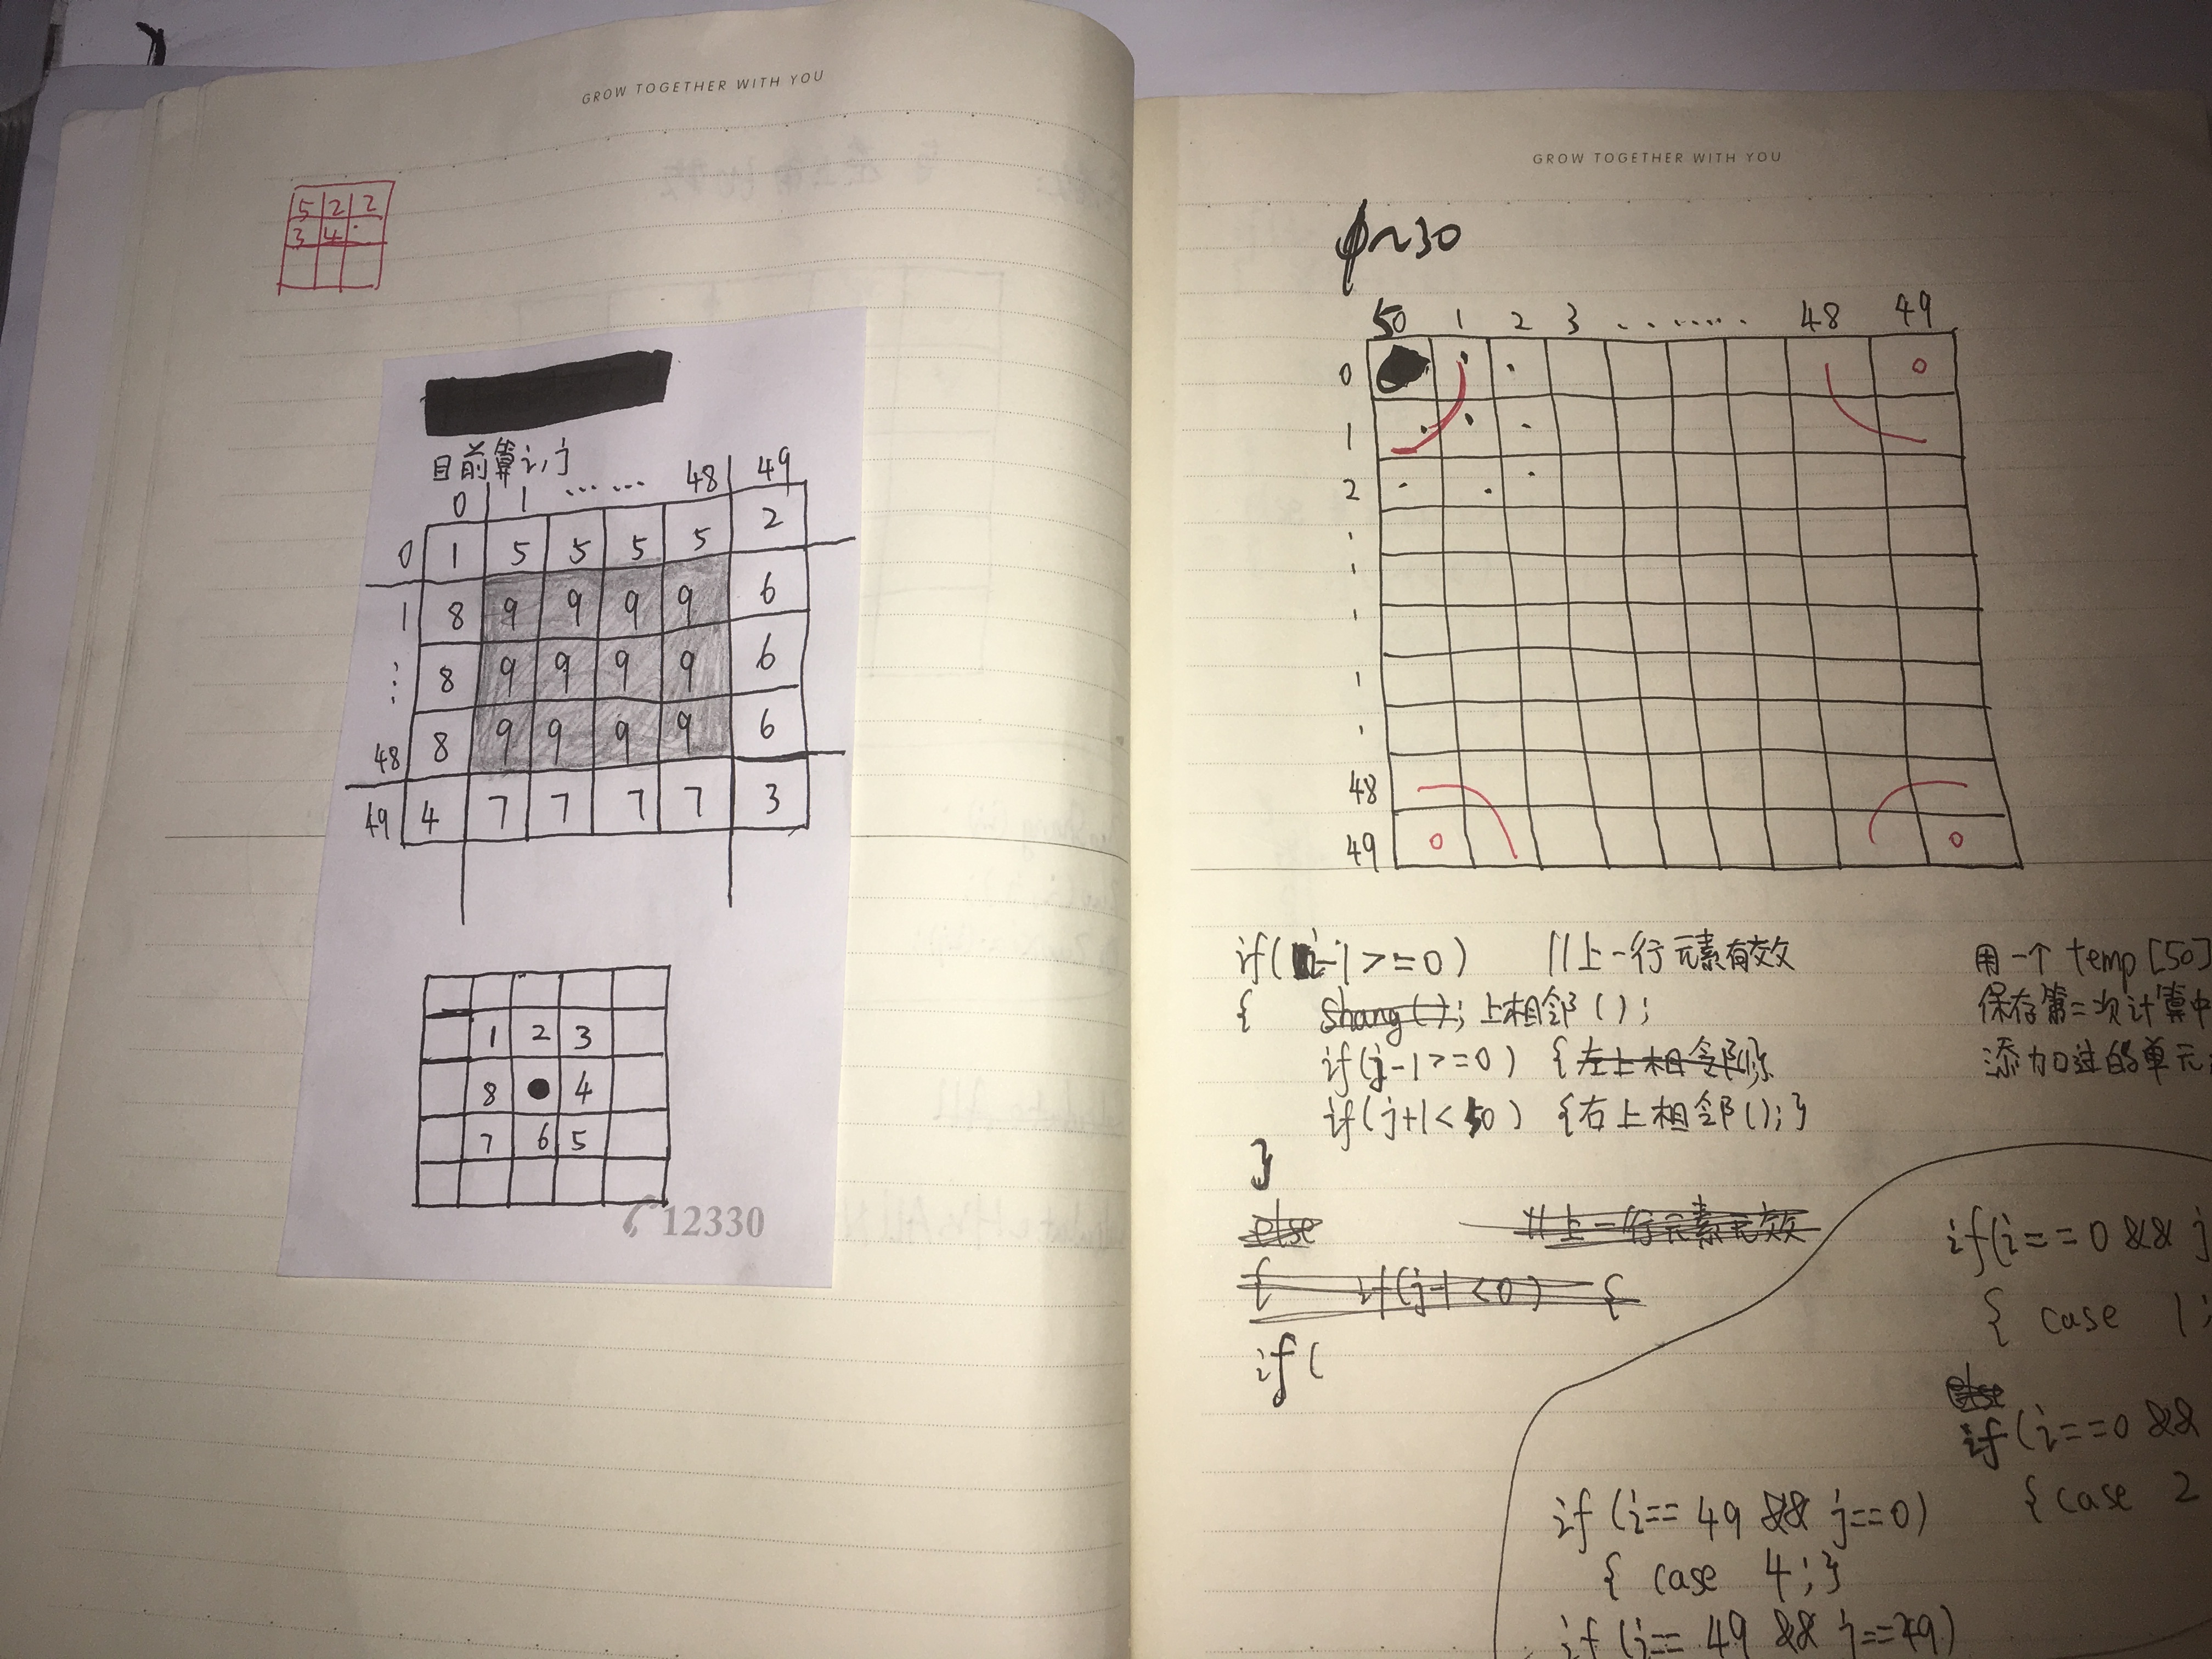 GROW TOGETHER WITH YOU
5 2 2
3 4
目前算i,j
0 1 ...... 48 49
0 1 5 5 5 5 2
1 8 9 9 9 9 6
⋮ 8 9 9 9 9 6
48 8 9 9 9 9 6
49 4 7 7 7 7 3
1 2 3
8 4
7 6 5
12330
GROW TOGETHER WITH YOU
~30
50 1 2 3 ....... 48 49
0 0
1
2
48
49 0 0
if(i-1>=0) //上一行元素有效
{ shang(); 上相邻();
if(j-1>=0) {左上相邻();
if(j+1<50) {右上相邻();}
}
else //上一行元素无效
{ if(j-1<0) {
if(
用一个 temp[50]
保存第二次计算中
添加过的单元
if(i==0 && j
{ case 1;
else
if(i==0 &&
{ case 2
if(i==49 && j==0)
{ case 4;}
if(i==49 && j==49)